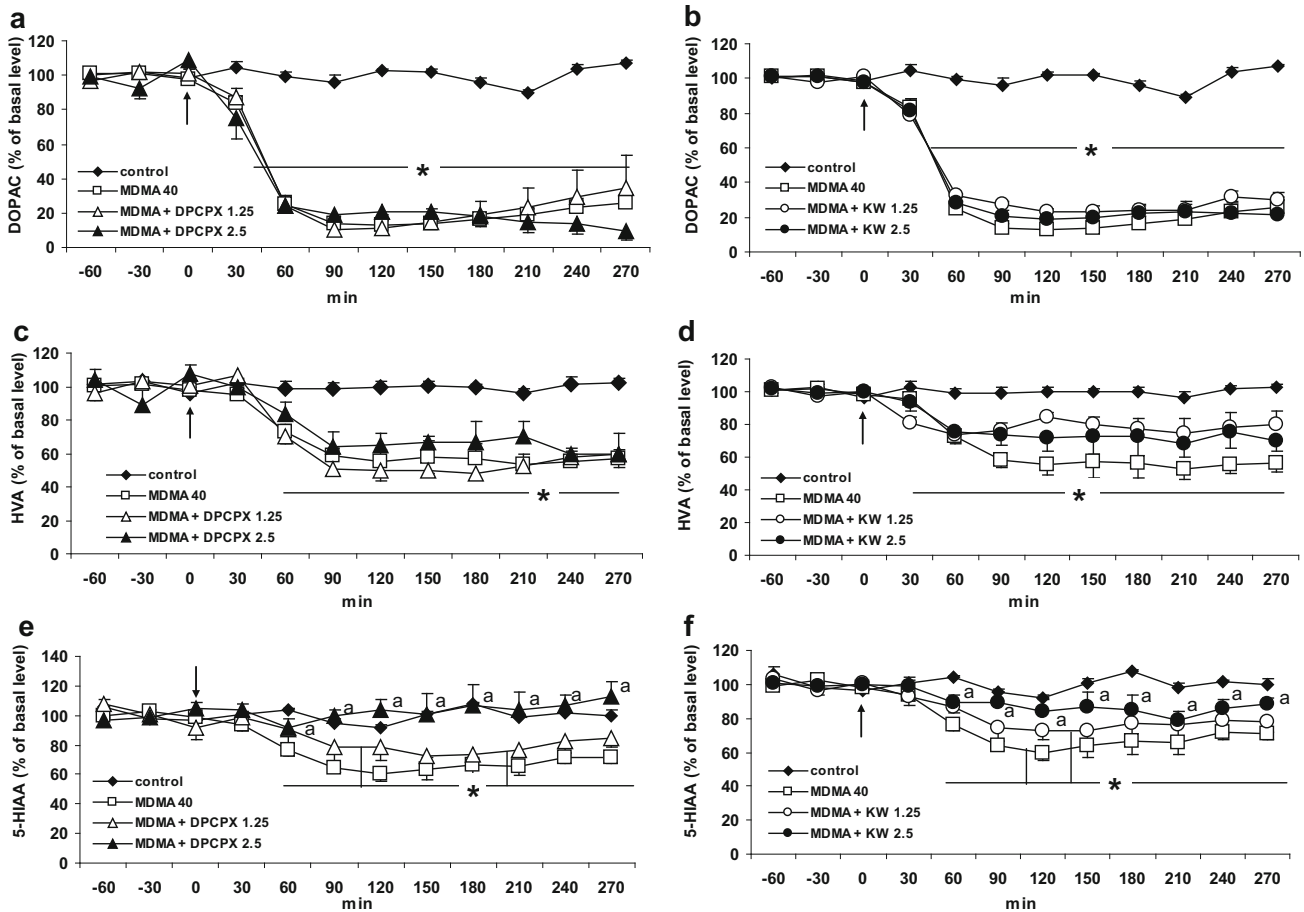 a
DOPAC (% of basal level)
120
100
80
60
40
20
0
*
control
MDMA 40
MDMA + DPCPX 1.25
MDMA + DPCPX 2.5
-60 -30 0 30 60 90 120 150 180 210 240 270
min
b
DOPAC (% of basal level)
120
100
80
60
40
20
0
*
control
MDMA 40
MDMA + KW 1.25
MDMA + KW 2.5
-60 -30 0 30 60 90 120 150 180 210 240 270
min
c
HVA (% of basal level)
120
100
80
60
40
20
0
control
MDMA 40
MDMA + DPCPX 1.25
MDMA + DPCPX 2.5
*
-60 -30 0 30 60 90 120 150 180 210 240 270
min
d
HVA (% of basal level)
120
100
80
60
40
20
0
control
MDMA 40
MDMA + KW 1.25
MDMA + KW 2.5
*
-60 -30 0 30 60 90 120 150 180 210 240 270
min
e
5-HIAA (% of basal level)
140
120
100
80
60
40
20
0
a a a a a a a a
control
MDMA 40
MDMA + DPCPX 1.25
MDMA + DPCPX 2.5
*
-60 -30 0 30 60 90 120 150 180 210 240 270
min
f
5-HIAA (% of basal level)
120
100
80
60
40
20
0
a a a a a a a a
control
MDMA 40
MDMA + KW 1.25
MDMA + KW 2.5
*
-60 -30 0 30 60 90 120 150 180 210 240 270
min